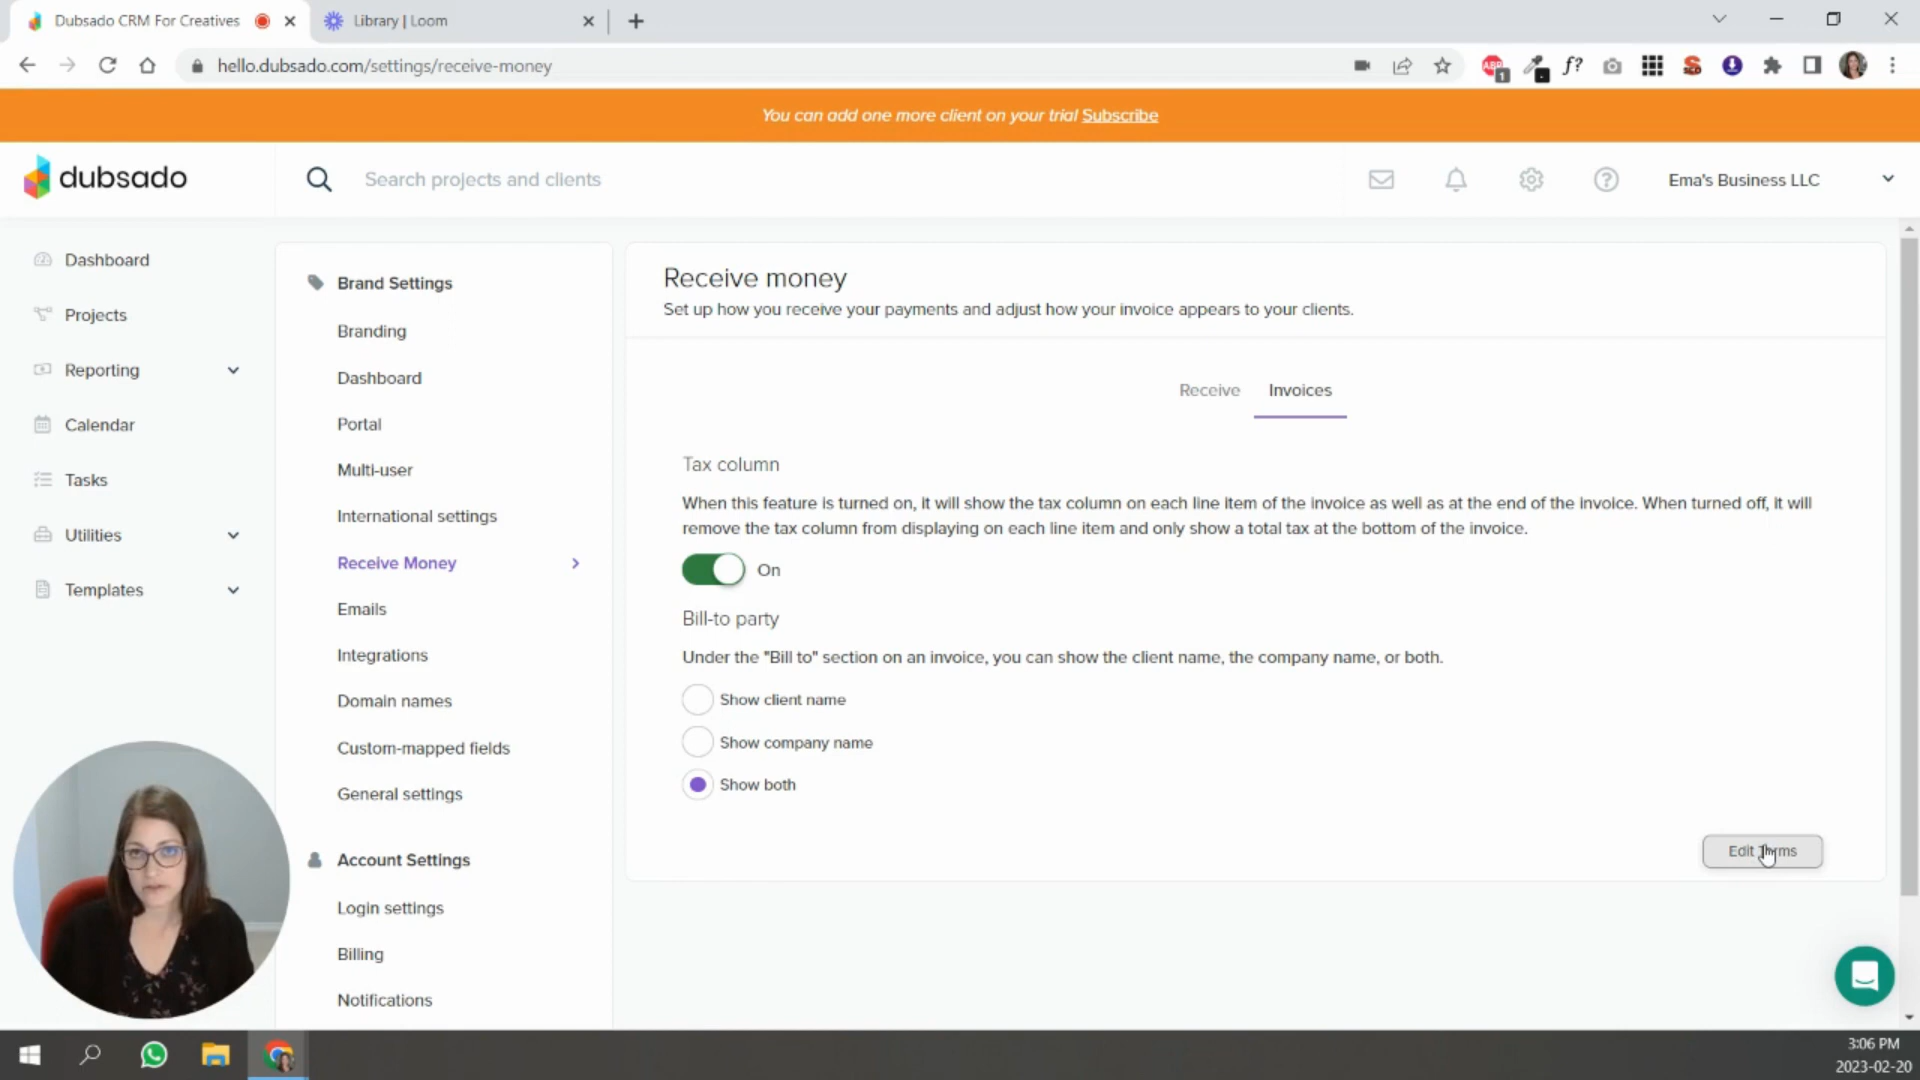 Dubsado CRM For Creatives
Library | Loom
hello.dubsado.com/settings/receive-money
ABP
1
f?
You can add one more client on your trial Subscribe
dubsado
Search projects and clients
Ema's Business LLC
Dashboard
Projects
Reporting
Calendar
Tasks
Utilities
Templates
Brand Settings
Branding
Dashboard
Portal
Multi-user
International settings
Receive Money
Emails
Integrations
Domain names
Custom-mapped fields
General settings
Account Settings
Login settings
Billing
Notifications
Receive money
Set up how you receive your payments and adjust how your invoice appears to your clients.
Receive
Invoices
Tax column
When this feature is turned on, it will show the tax column on each line item of the invoice as well as at the end of the invoice. When turned off, it will
remove the tax column from displaying on each line item and only show a total tax at the bottom of the invoice.
On
Bill-to party
Under the "Bill to" section on an invoice, you can show the client name, the company name, or both.
Show client name
Show company name
Show both
Edit
3:06 PM
2023-02-20